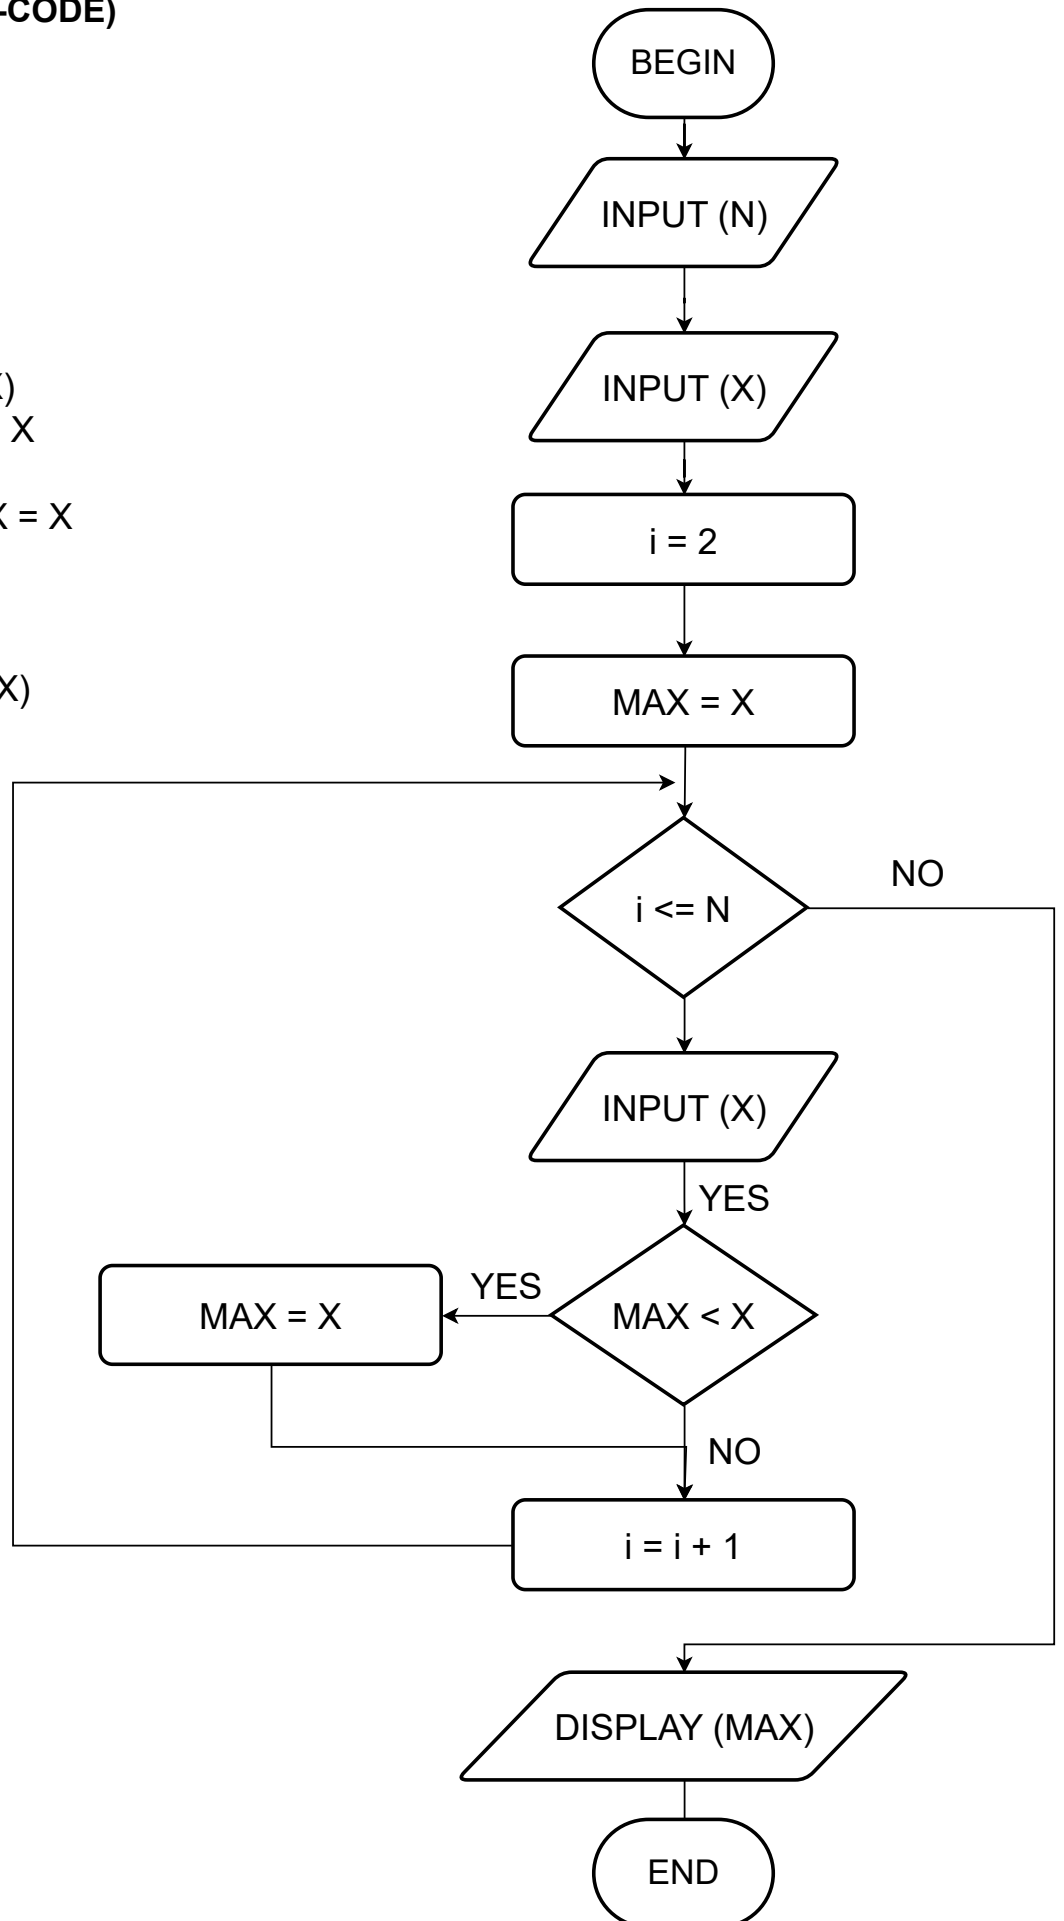 -CODE)
X)
X
X = X
X)
BEGIN
INPUT (N)
INPUT (X)
i = 2
MAX = X
i <= N
NO
INPUT (X)
YES
MAX < X
YES
MAX = X
NO
i = i + 1
DISPLAY (MAX)
END